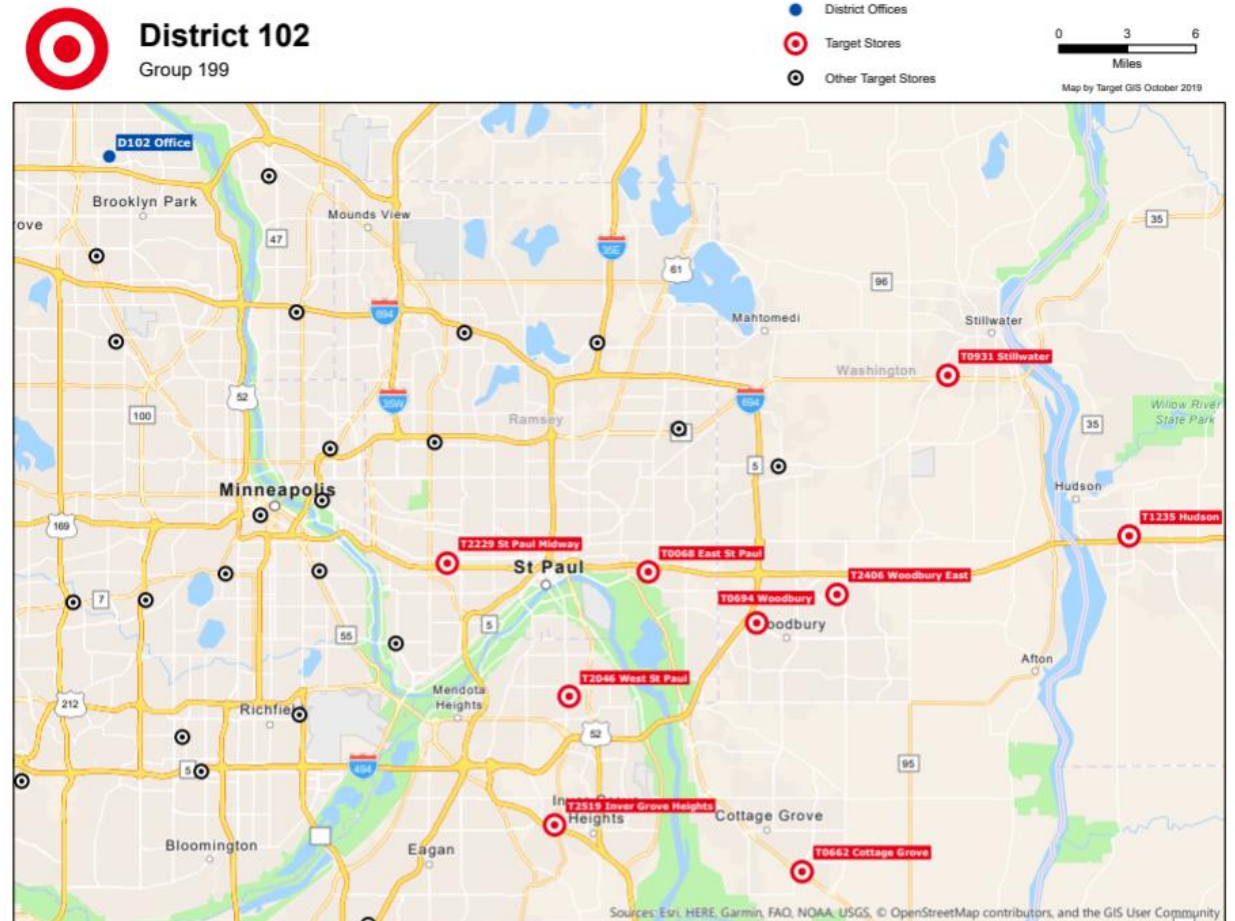 District 102
Group 199
District Offices
Target Stores
Other Target Stores
0 3 6
Miles
Map by Target GIS October 2019
D102 Office
Brooklyn Park
Mounds View
ove
47
35E
61
96
35
694
Mahtomedi
Stillwater
T0931 Stillwater
Washington
52
35W
694
100
Ramsey
Willow River
State Park
35
5
Minneapolis
Hudson
T1235 Hudson
169
T2229 St Paul Midway
St Paul
T0068 East St Paul
T2406 Woodbury East
7
T0694 Woodbury
oodbury
55
5
Afton
T2046 West St Paul
Mendota
Heights
212
Richfiel
52
494
5
95
T2519 Inver Grove Heights
Heights
Cottage Grove
Bloomington
Eagan
T0662 Cottage Grove
Sources: Esri, HERE, Garmin, FAO, NOAA, USGS, © OpenStreetMap contributors, and the GIS User Community